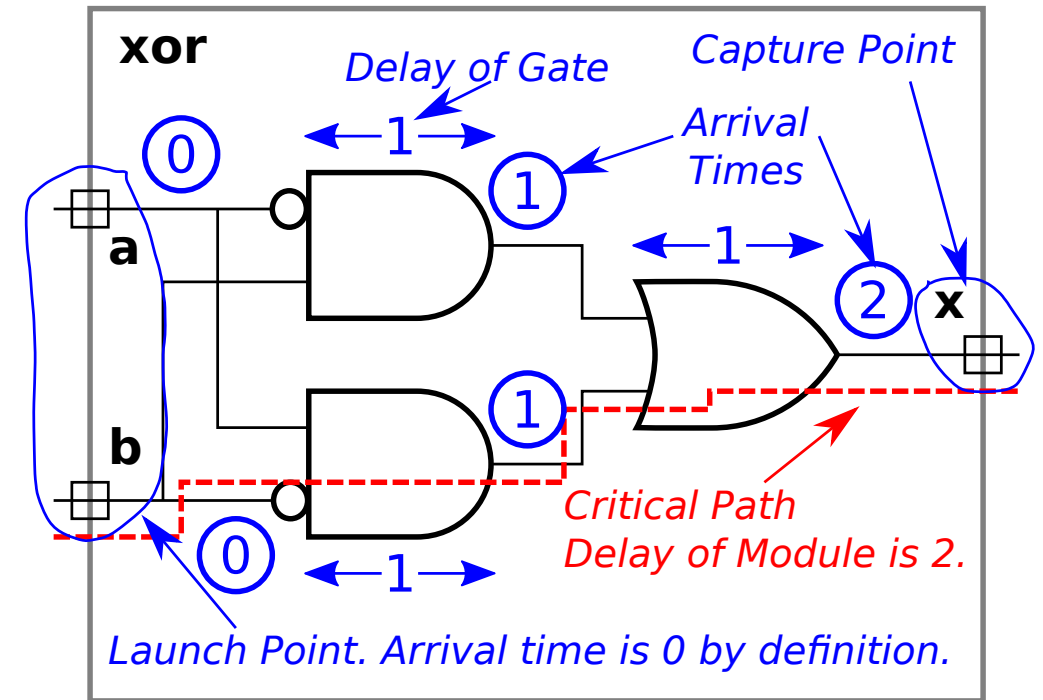 xor
Delay of Gate
Capture Point
1
Arrival
Times
0
1
a
1
2
x
b
1
0
1
Critical Path
Delay of Module is 2.
Launch Point. Arrival time is 0 by definition.